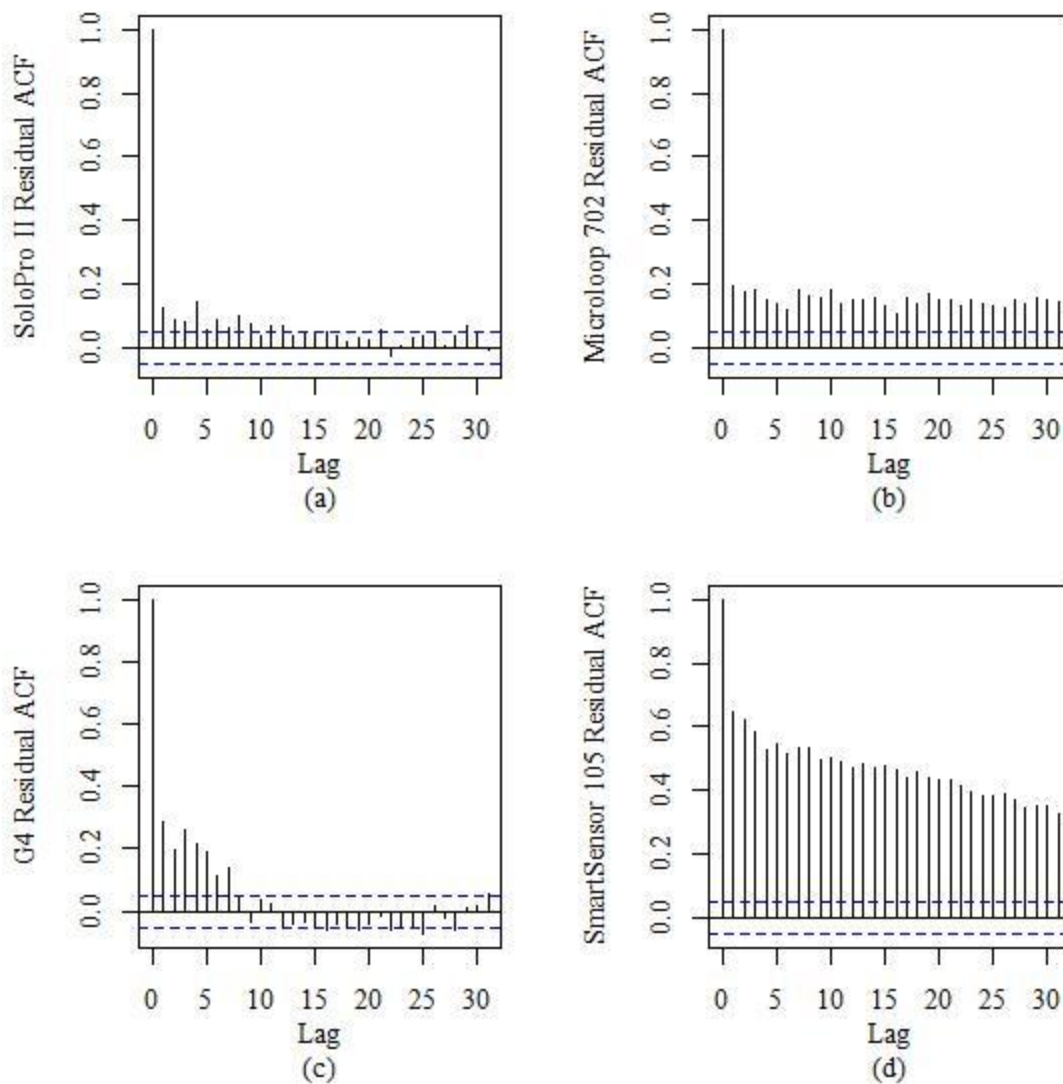 SoloPro II Residual ACF
1.0
0.8
0.6
0.4
0.2
0.0
0 5 10 15 20 25 30
Lag
(a)
Microloop 702 Residual ACF
1.0
0.8
0.6
0.4
0.2
0.0
0 5 10 15 20 25 30
Lag
(b)
G4 Residual ACF
1.0
0.8
0.6
0.4
0.2
0.0
0 5 10 15 20 25 30
Lag
(c)
SmartSensor 105 Residual ACF
1.0
0.8
0.6
0.4
0.2
0.0
0 5 10 15 20 25 30
Lag
(d)